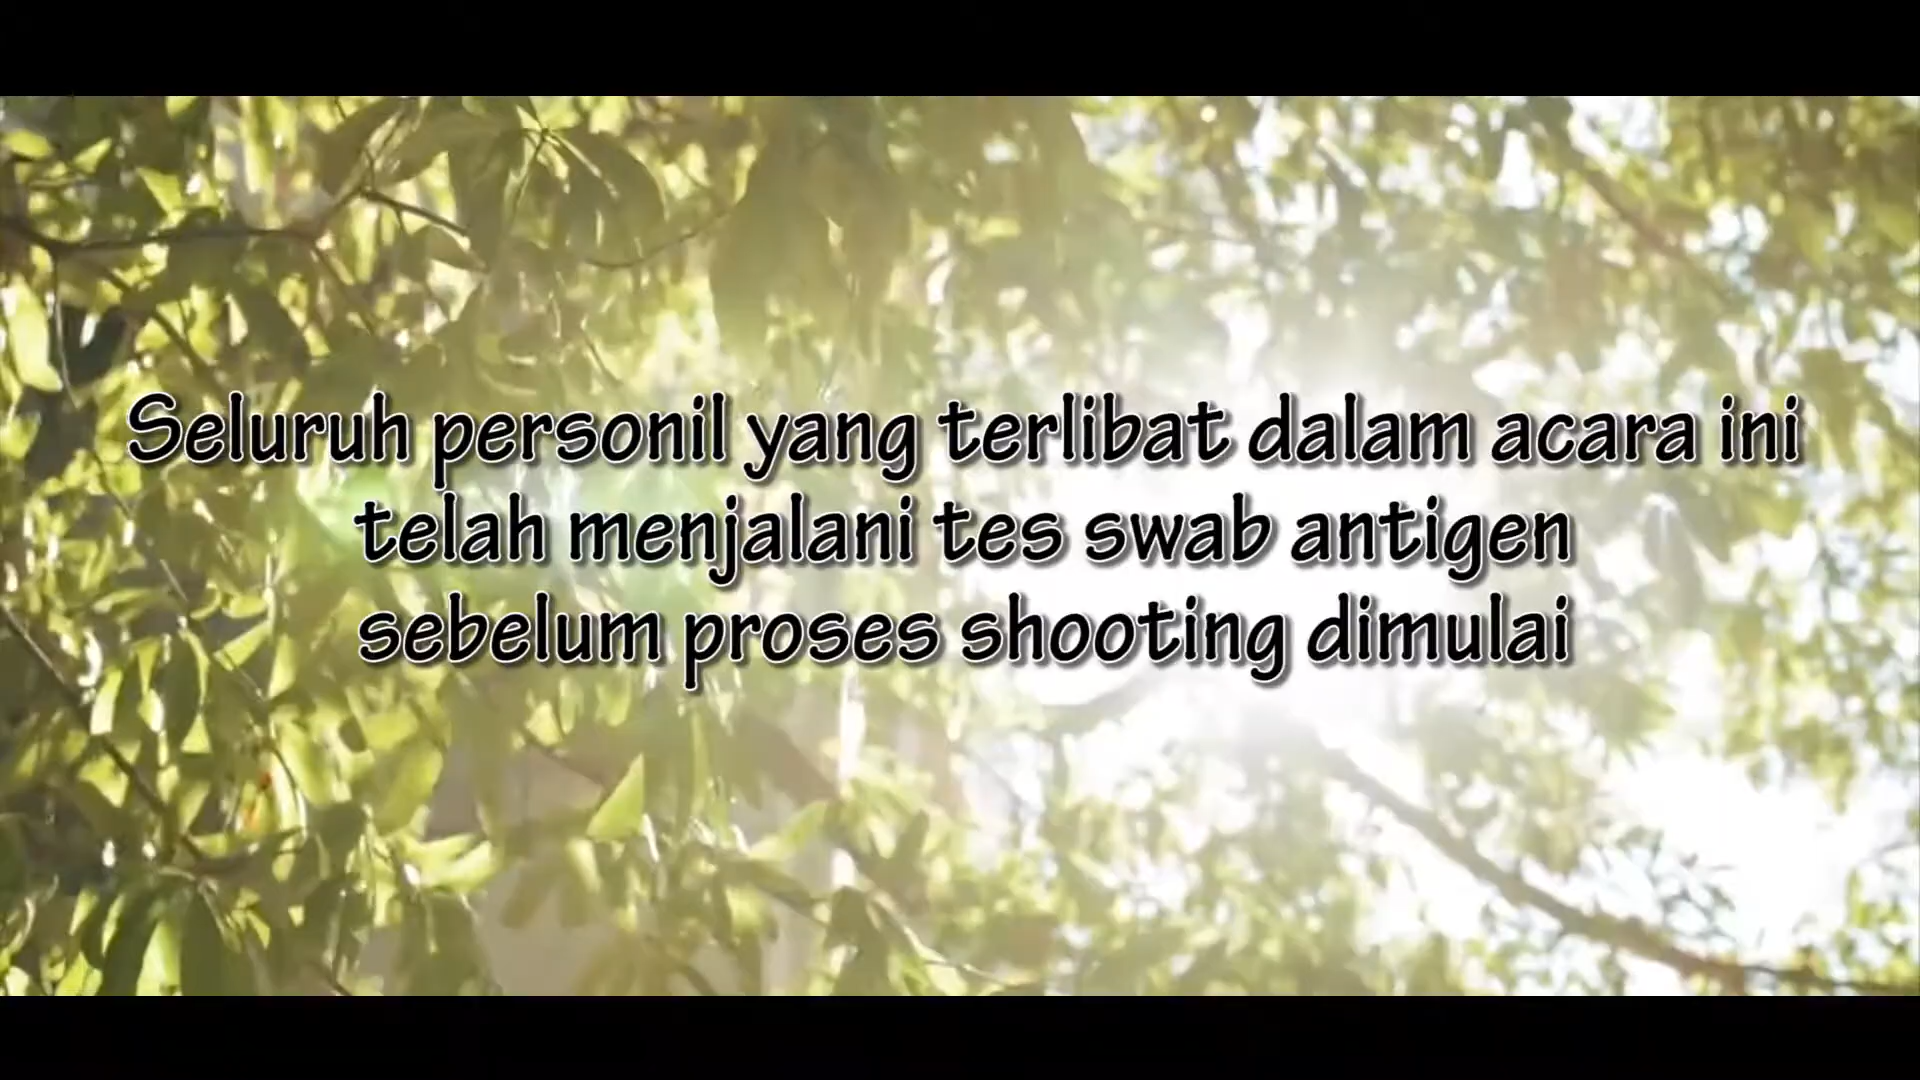 Seluruh personil yang terlibat dalam acara ini
telah menjalani tes swab antigen
sebelum proses shooting dimulai